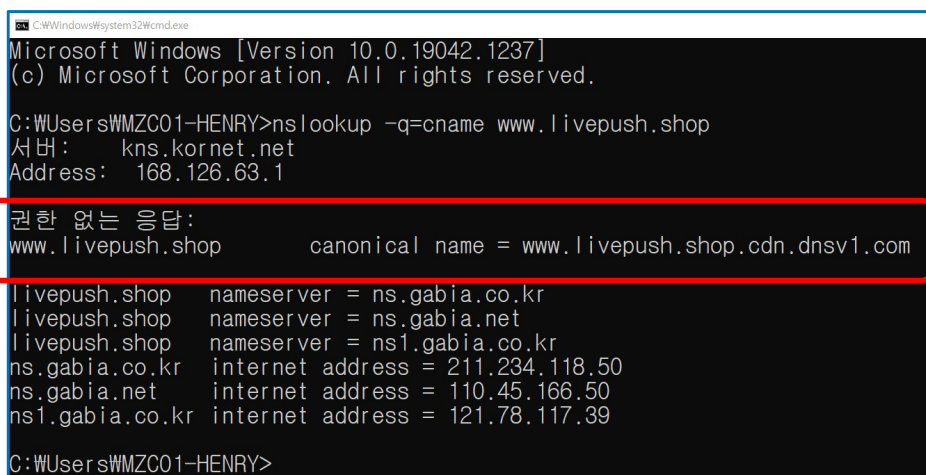 C:₩Windows₩system32₩cmd.exe
Microsoft Windows [Version 10.0.19042.1237]
(c) Microsoft Corporation. All rights reserved.
C:₩Users₩MZC01-HENRY>nslookup -q=cname www.livepush.shop
서버:    kns.kornet.net
Address:  168.126.63.1
권한 없는 응답:
www.livepush.shop       canonical name = www.livepush.shop.cdn.dnsv1.com
livepush.shop   nameserver = ns.gabia.co.kr
livepush.shop   nameserver = ns.gabia.net
livepush.shop   nameserver = ns1.gabia.co.kr
ns.gabia.co.kr  internet address = 211.234.118.50
ns.gabia.net    internet address = 110.45.166.50
ns1.gabia.co.kr internet address = 121.78.117.39
C:₩Users₩MZC01-HENRY>